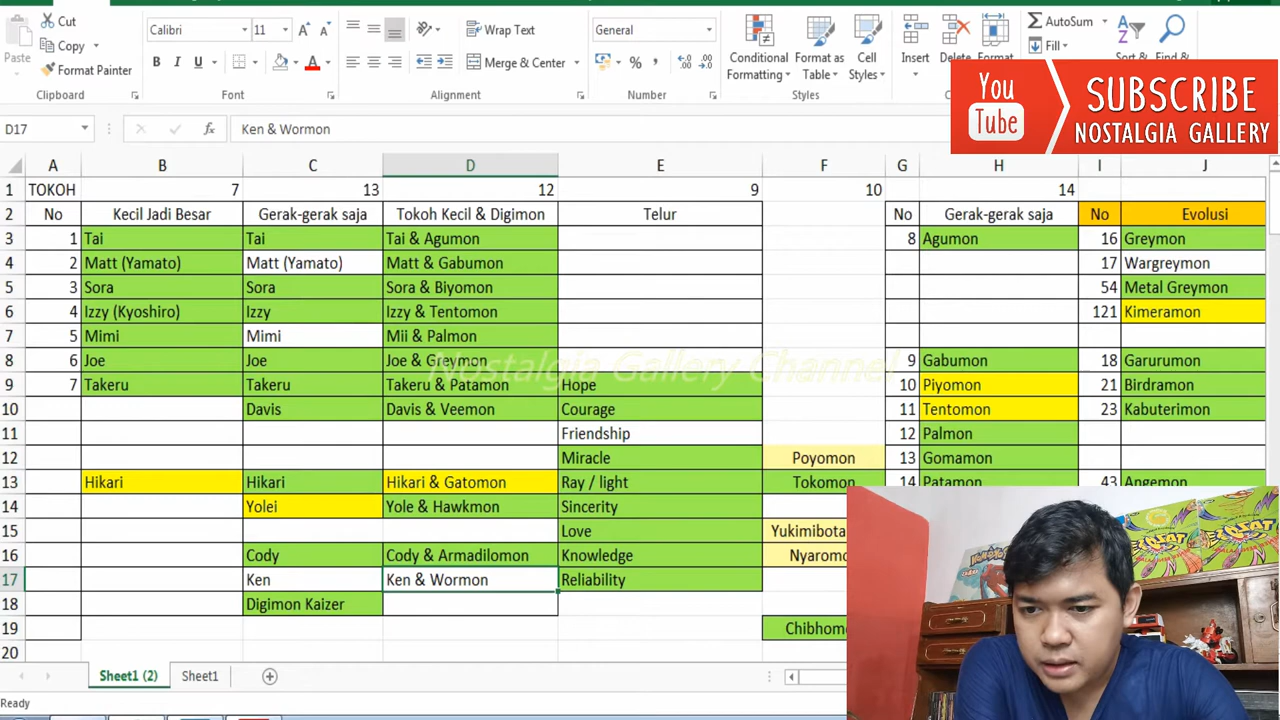 Cut
Calibri 11 Wrap Text General AutoSum
Copy Fill
Paste
Format Painter B I U Merge & Center
Conditional Formatting Format as Table Cell Styles Insert Delete Format Sort & Find &
Clipboard Font Alignment Number Styles
You Tube
SUBSCRIBE
NOSTALGIA GALLERY
D17 fx Ken & Wormon
A B C D E F G H I J
1 TOKOH 7 13 12 9 10 14
2 No Kecil Jadi Besar Gerak-gerak saja Tokoh Kecil & Digimon Telur No Gerak-gerak saja No Evolusi
3 1 Tai Tai Tai & Agumon 8 Agumon 16 Greymon
4 2 Matt (Yamato) Matt (Yamato) Matt & Gabumon 17 Wargreymon
5 3 Sora Sora Sora & Biyomon 54 Metal Greymon
6 4 Izzy (Kyoshiro) Izzy Izzy & Tentomon 121 Kimeramon
7 5 Mimi Mimi Mii & Palmon
8 6 Joe Joe Joe & Greymon 9 Gabumon 18 Garurumon
Nostalgia Gallery Channel
9 7 Takeru Takeru Takeru & Patamon Hope 10 Piyomon 21 Birdramon
10 Davis Davis & Veemon Courage 11 Tentomon 23 Kabuterimon
11 Friendship 12 Palmon
12 Miracle Poyomon 13 Gomamon
13 Hikari Hikari Hikari & Gatomon Ray / light Tokomon 14 Patamon 43 Angemon
14 Yolei Yole & Hawkmon Sincerity
15 Love Yukimibota
16 Cody Cody & Armadilomon Knowledge Nyaromo
17 Ken Ken & Wormon Reliability
18 Digimon Kaizer
19 Chibhom
20
Sheet1 (2) Sheet1
Ready